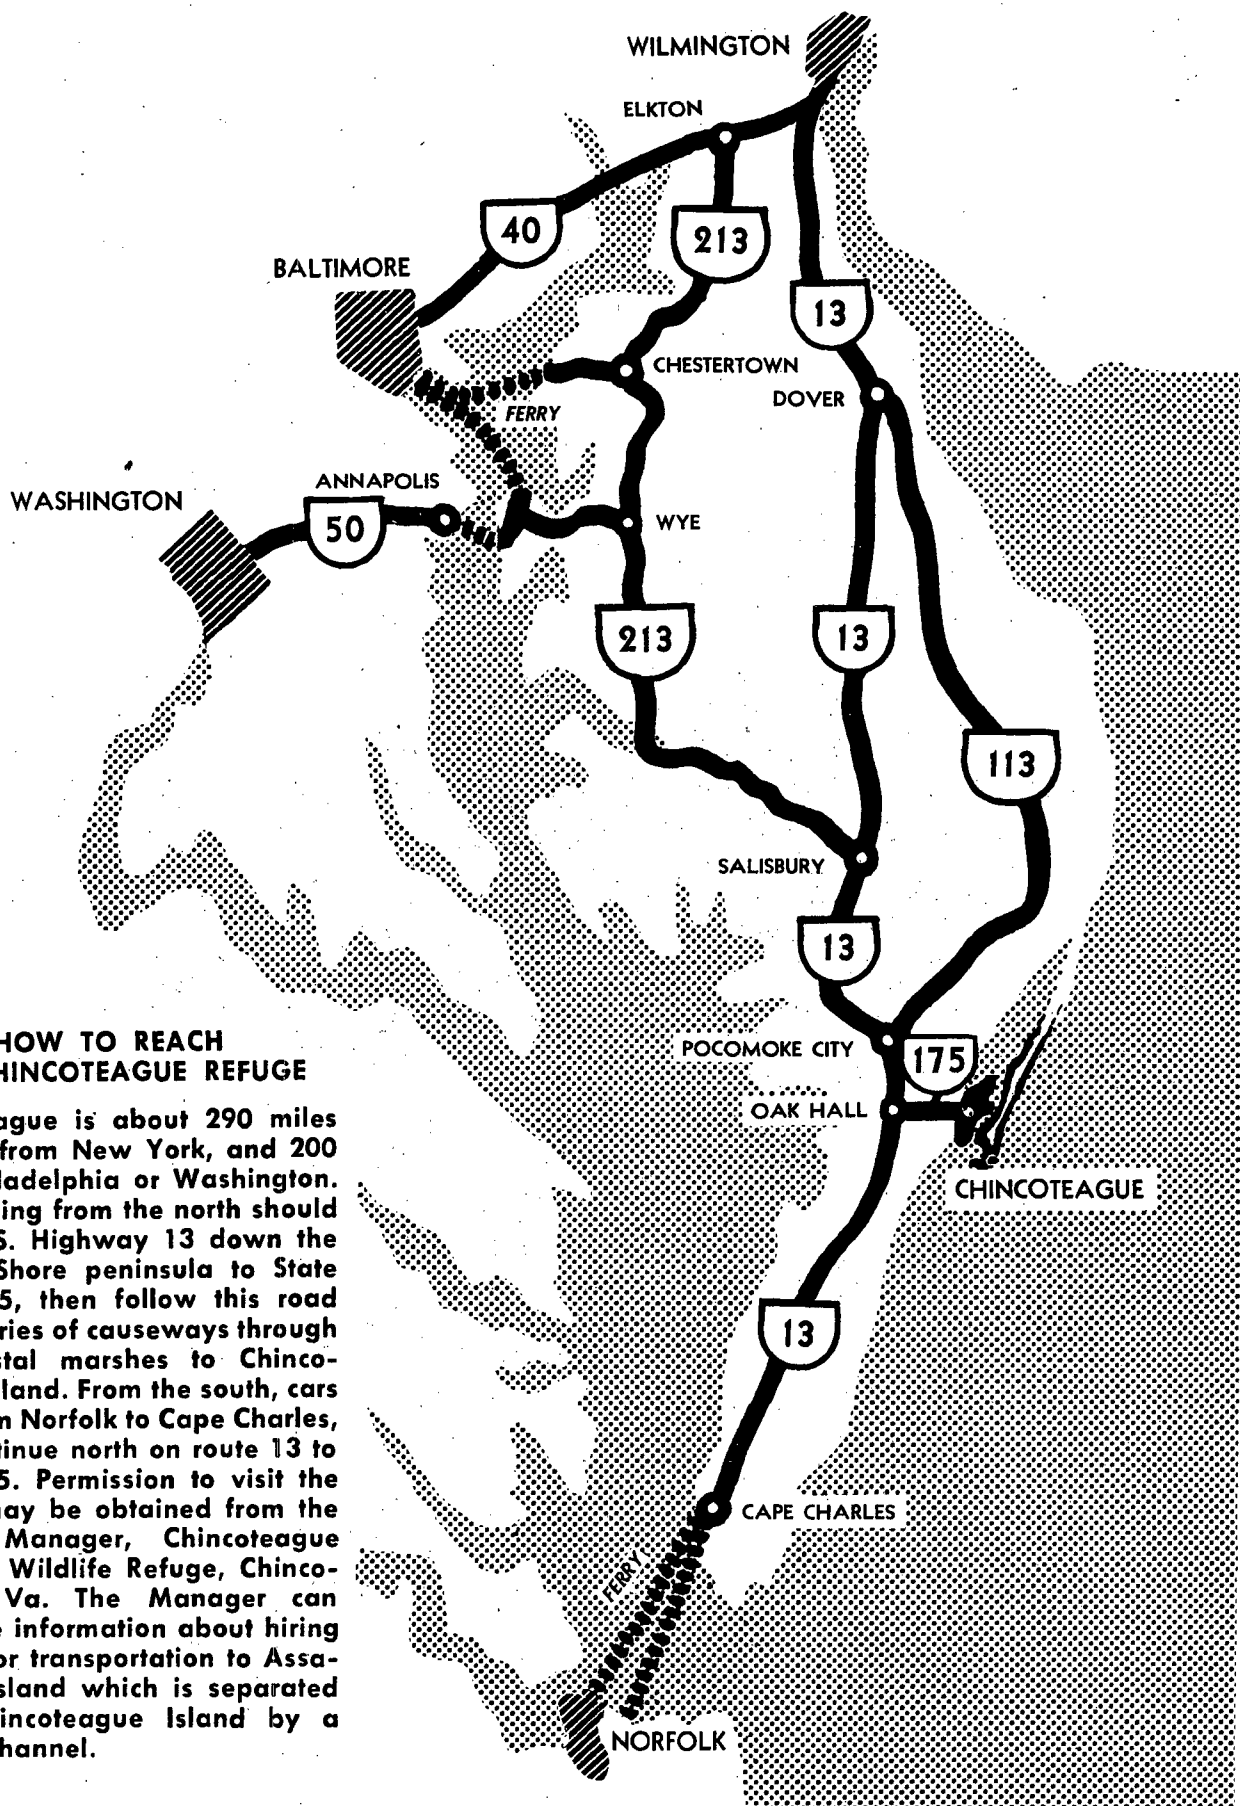 WILMINGTON
ELKTON
40
213
BALTIMORE
13
CHESTERTOWN
DOVER
FERRY
ANNAPOLIS
WASHINGTON
50
WYE
213
13
113
SALISBURY
13
POCOMOKE CITY
175
OAK HALL
CHINCOTEAGUE
13
CAPE CHARLES
FERRY
NORFOLK
HOW TO REACH
HINCOTEAGUE REFUGE
ague is about 290 miles
from New York, and 200
ladelphia or Washington.
ing from the north should
S. Highway 13 down the
Shore peninsula to State
5, then follow this road
ries of causeways through
stal marshes to Chinco-
land. From the south, cars
n Norfolk to Cape Charles,
tinue north on route 13 to
5. Permission to visit the
nay be obtained from the
Manager, Chincoteague
Wildlife Refuge, Chinco-
Va. The Manager can
e information about hiring
or transportation to Assa-
sland which is separated
incoteague Island by a
hannel.